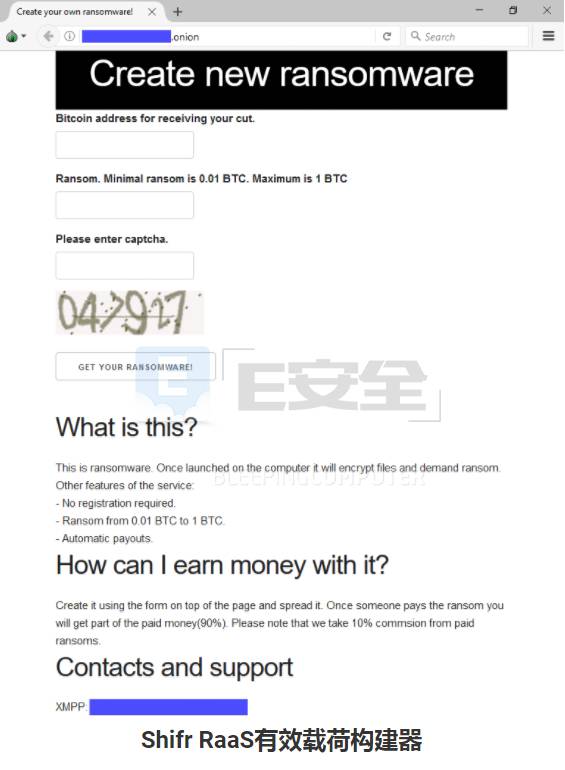 Create your own ransomware!
.onion
Search
Create new ransomware
Bitcoin address for receiving your cut.
Ransom. Minimal ransom is 0.01 BTC. Maximum is 1 BTC
Please enter captcha.
GET YOUR RANSOMWARE!
E安全
What is this?
This is ransomware. Once launched on the computer it will encrypt files and demand ransom.
Other features of the service:
BLEEPINGCOMPUTER
- No registration required.
- Ransom from 0.01 BTC to 1 BTC.
- Automatic payouts.
How can I earn money with it?
Create it using the form on top of the page and spread it. Once someone pays the ransom you
will get part of the paid money(90%). Please note that we take 10% commsion from paid
ransoms.
Contacts and support
XMPP:
Shifr RaaS有效载荷构建器